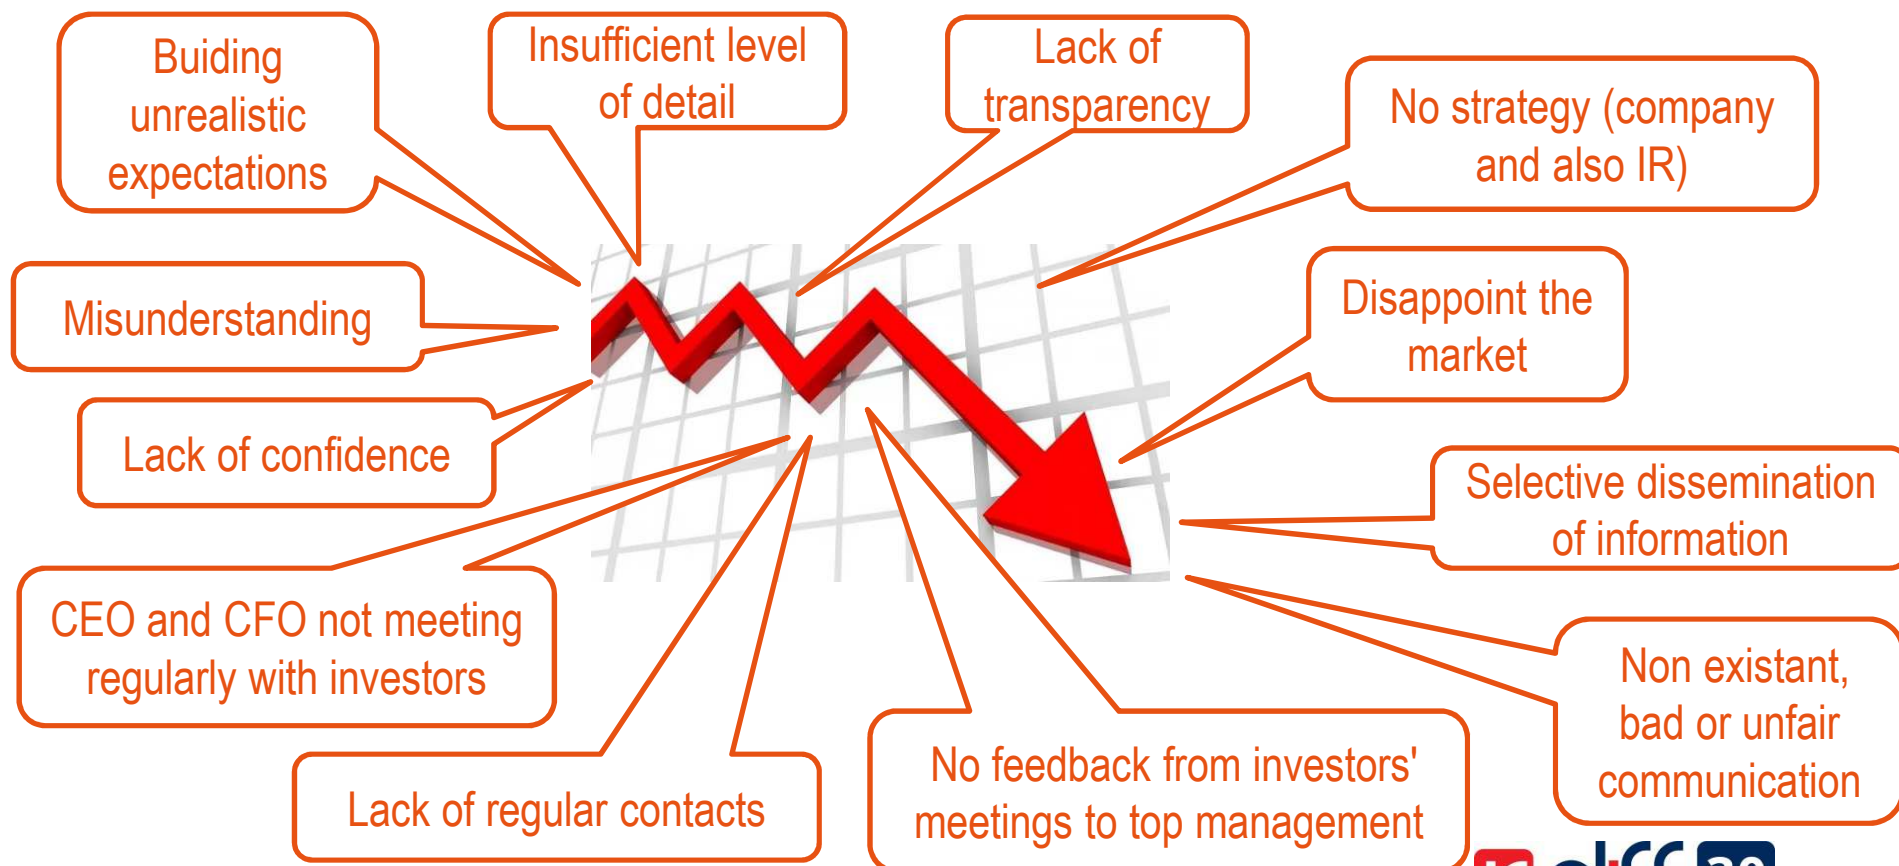 Buiding
unrealistic
expectations
Insufficient level
of detail
Lack of
transparency
No strategy (company
and also IR)
Misunderstanding
Disappoint the
market
Lack of confidence
Selective dissemination
of information
CEO and CFO not meeting
regularly with investors
Non existant,
bad or unfair
communication
Lack of regular contacts
No feedback from investors'
meetings to top management